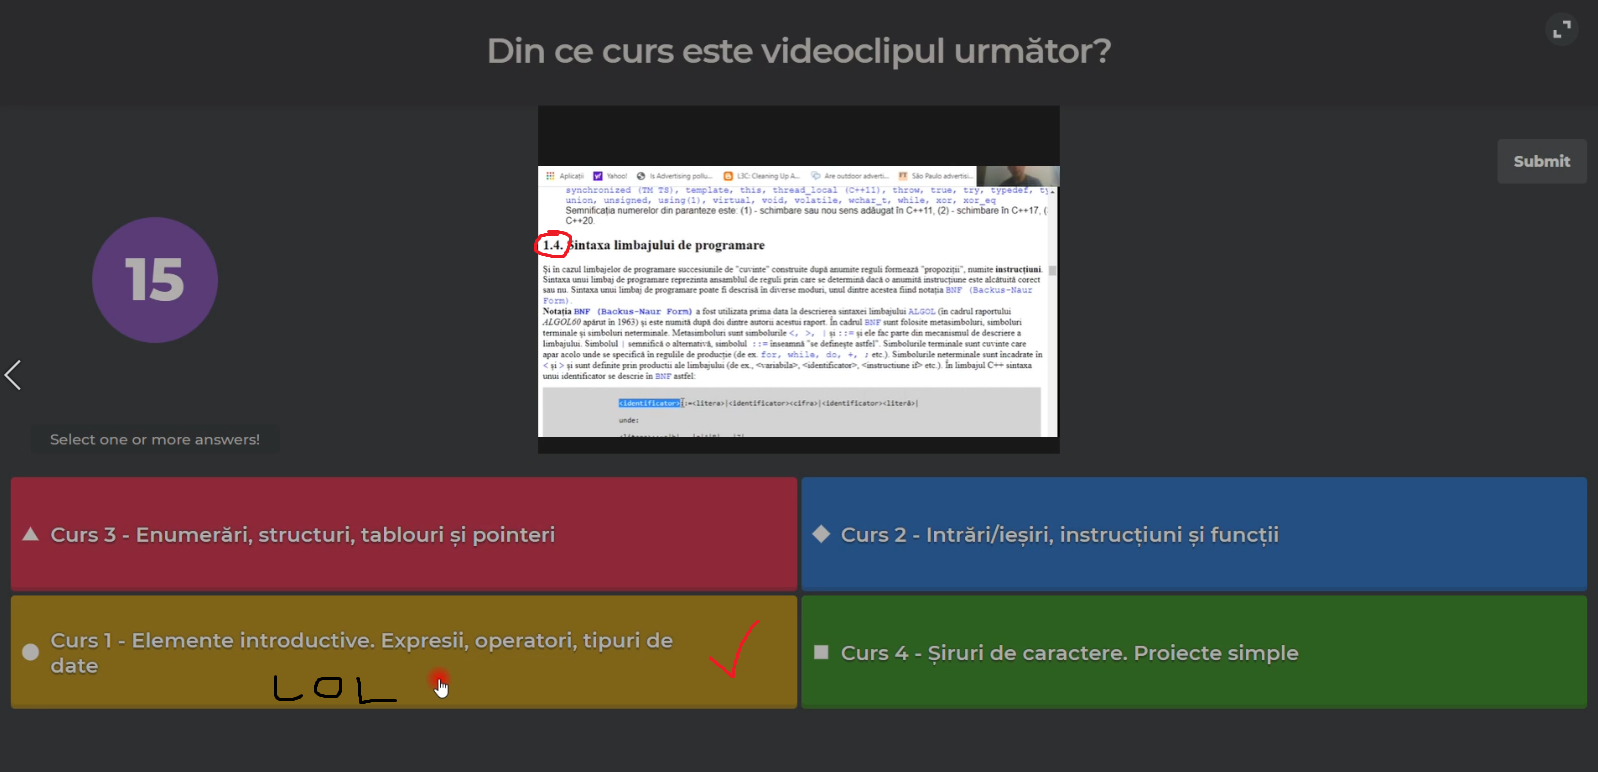 Din ce curs este videoclipul următor?
Submit
15
Aplicații Yahoo! Is Advertising pollu... L3C: Cleaning Up A... Are outdoor adverti... São Paulo advertisi...
synchronized (TM TS), template, this, thread_local (C++11), throw, true, try, typedef,
union, unsigned, using(1), virtual, void, volatile, wchar_t, while, xor, xor_eq
Semnificația numerelor din paranteze este: (1) - schimbare sau nou sens adăugat în C++11, (2) - schimbare în C++17, (
C++20.
1.4. Sintaxa limbajului de programare
Și în cazul limbajelor de programare succesiunile de "cuvinte" construite după anumite reguli formează "propoziții", numite instrucțiuni.
Sintaxa unui limbaj de programare reprezinta ansamblul de reguli prin care se determină dacă o anumită instrucțiune este alcătuită corect
sau nu. Sintaxa unui limbaj de programare poate fi descrisă în diverse moduri, unul dintre acestea fiind notația BNF (Backus-Naur
Form).
Notația BNF (Backus-Naur Form) a fost utilizata prima data la descrierea sintaxei limbajului ALGOL (în cadrul raportului
ALGOL60 apărut în 1963) și este numită după doi dintre autorii acestui raport. În cadrul BNF sunt folosite metasimboluri, simboluri
terminale și simboluri neterminale. Metasimbolurile sunt simbolurile <, >, | și ::= și ele fac parte din mecanismul de descriere a
limbajului. Simbolul | semnifică o alternativă, simbolul ::= înseamnă "se definește astfel". Simbolurile terminale sunt cuvinte care
apar acolo unde se specifică în regulile de producție (de ex. for, while, do, +, ; etc.). Simbolurile neterminale sunt încadrate în
< și > și sunt definite prin productii ale limbajului (de ex., <variabila>, <identificator>, <instructiune if> etc.). În limbajul C++ sintaxa
unui identificator se descrie în BNF astfel:
<identificator>::=<litera>|<identificator><cifra>|<identificator><literă>|
unde:
Select one or more answers!
Curs 3 - Enumerări, structuri, tablouri și pointeri
Curs 2 - Intrări/ieșiri, instrucțiuni și funcții
Curs 1 - Elemente introductive. Expresii, operatori, tipuri de
date
LOL
Curs 4 - Șiruri de caractere. Proiecte simple